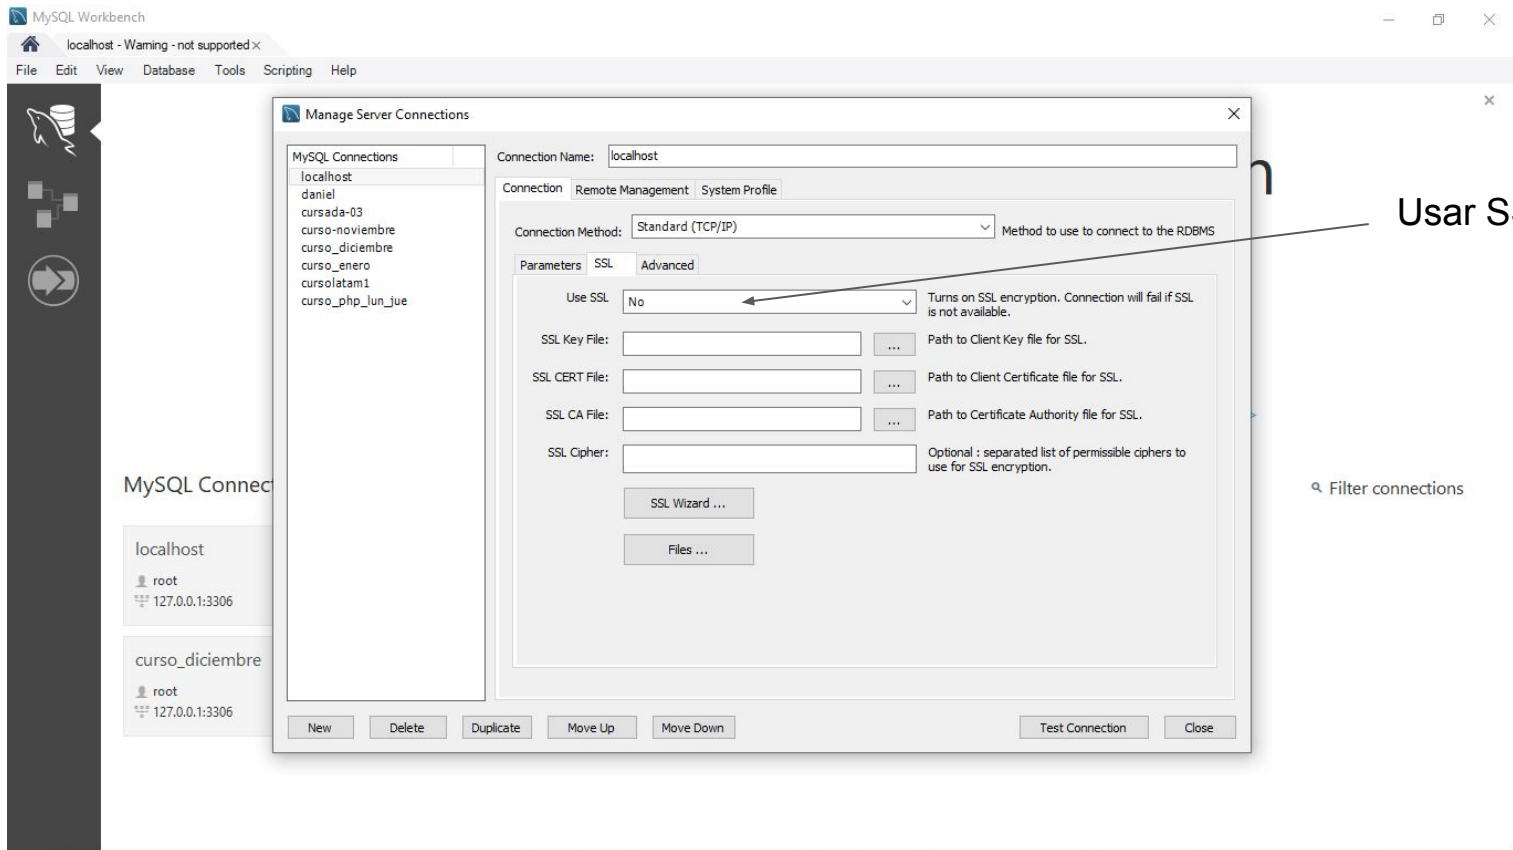 MySQL Workbench
localhost - Warning - not supported
File Edit View Database Tools Scripting Help
Manage Server Connections
MySQL Connections
localhost
daniel
cursada-03
curso-noviembre
curso_diciembre
curso_enero
cursolatam1
curso_php_lun_jue
Connection Name: localhost
Connection Remote Management System Profile
Connection Method: Standard (TCP/IP) Method to use to connect to the RDBMS
Parameters SSL Advanced
Use SSL No Turns on SSL encryption. Connection will fail if SSL
is not available.
SSL Key File: ... Path to Client Key file for SSL.
SSL CERT File: ... Path to Client Certificate file for SSL.
SSL CA File: ... Path to Certificate Authority file for SSL.
SSL Cipher: Optional : separated list of permissible ciphers to
use for SSL encryption.
SSL Wizard ...
Files ...
New Delete Duplicate Move Up Move Down Test Connection Close
Usar
MySQL
Filter connections
localhost
root
127.0.0.1:3306
curso_diciembre
root
127.0.0.1:3306